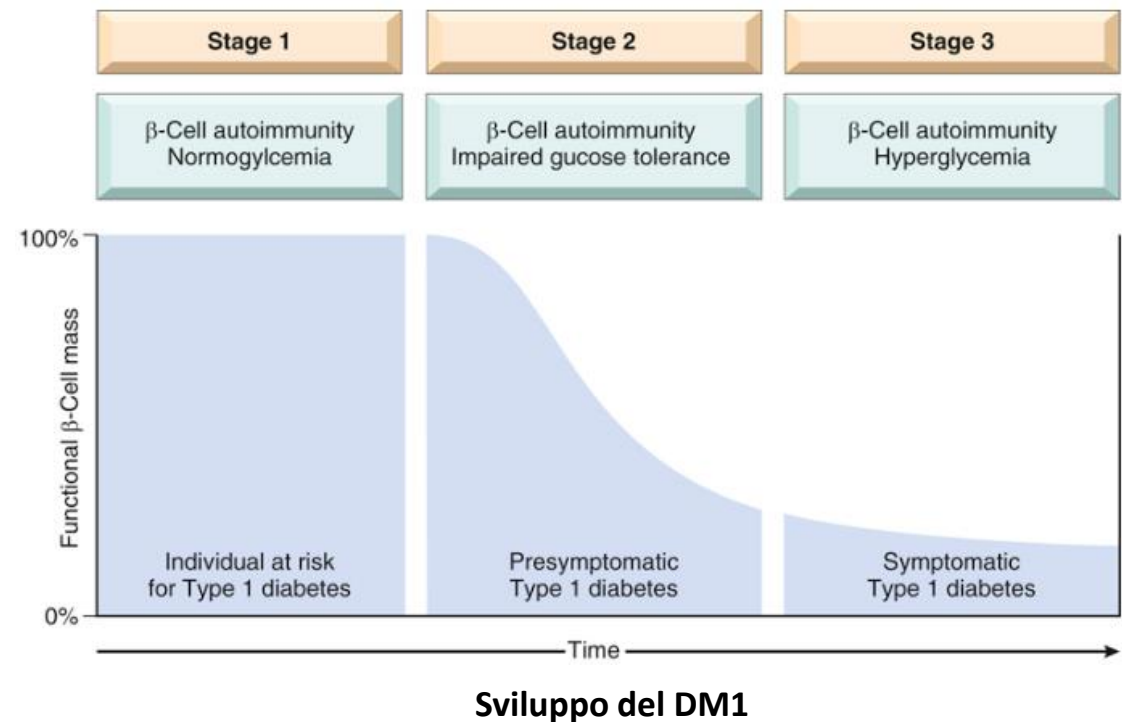 Stage 1
Stage 2
Stage 3
β-Cell autoimmunity
Normogylcemia
β-Cell autoimmunity
Impaired gucose tolerance
β-Cell autoimmunity
Hyperglycemia
100%
Functional β-Cell mass
0%
Individual at risk
for Type 1 diabetes
Presymptomatic
Type 1 diabetes
Symptomatic
Type 1 diabetes
Time
Sviluppo del DM1